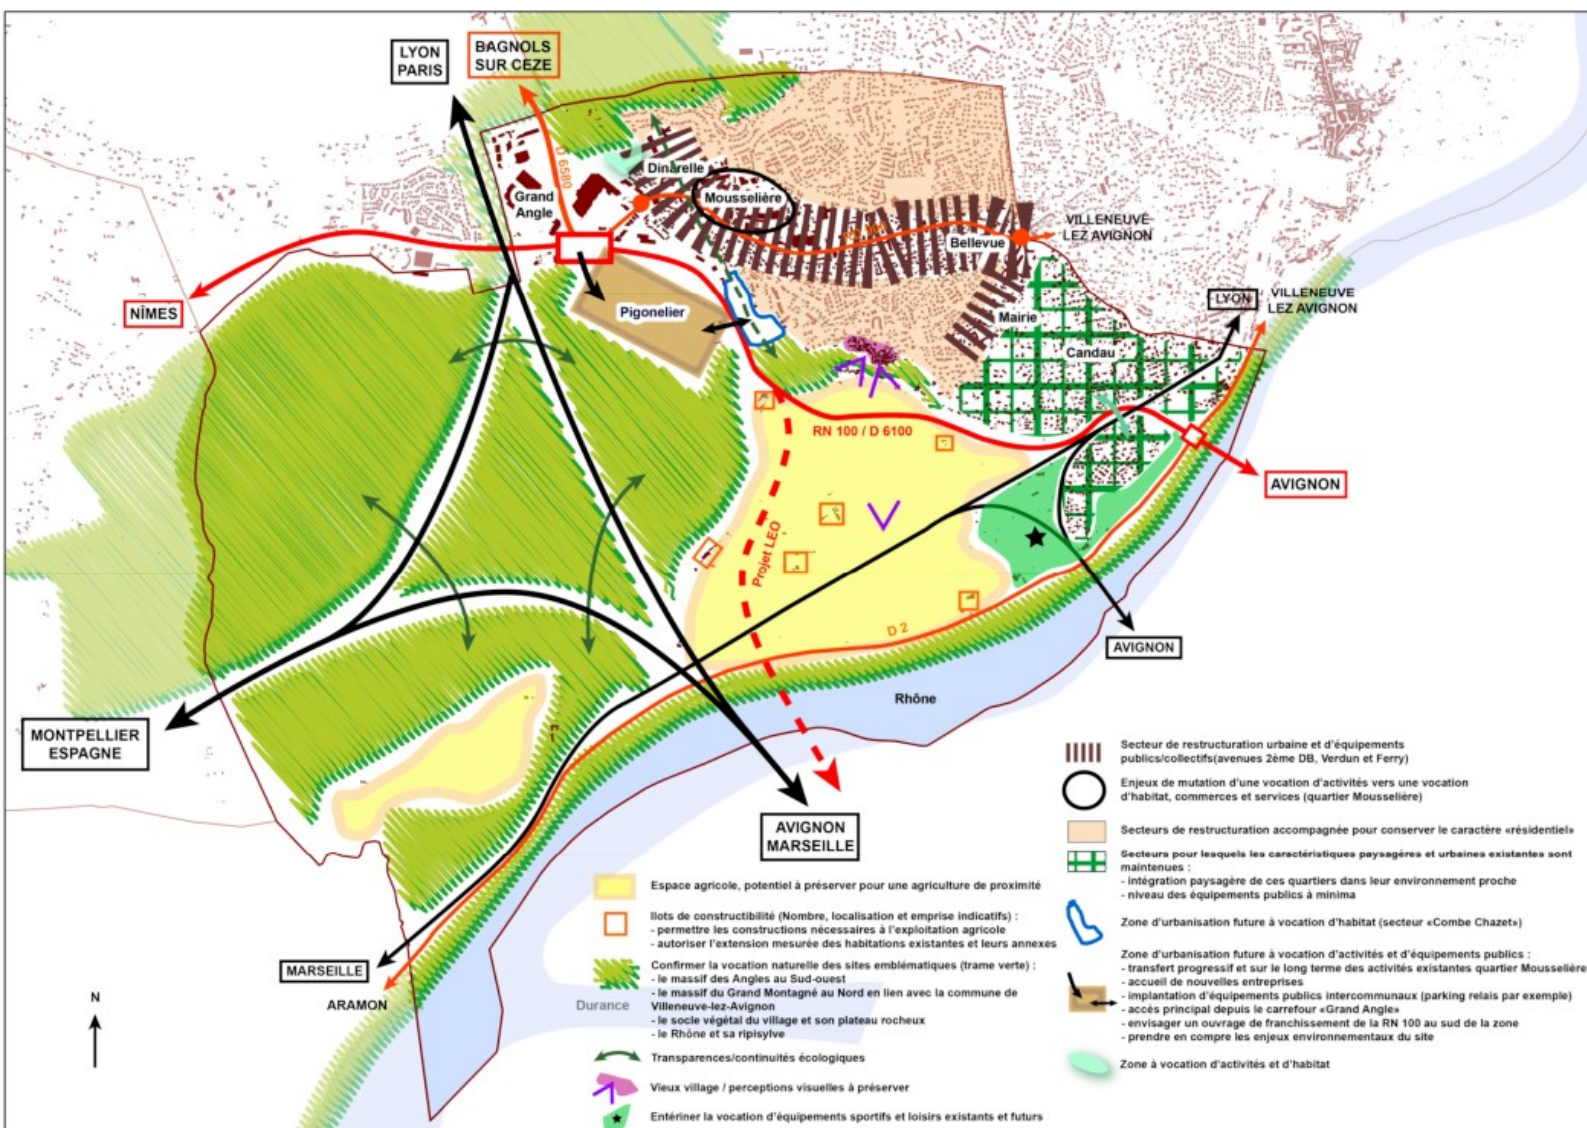 LYON
PARIS
BAGNOLS
SUR CEZE
D 6580
Dinarelle
Grand
Angle
Mousselière
VILLENEUVE
LEZ AVIGNON
Bellevue
LYON
VILLENEUVE
LEZ AVIGNON
NÎMES
Pigonelier
Mairie
Candau
RN 100 / D 6100
AVIGNON
Projet LEO
D 2
AVIGNON
Rhône
MONTPELLIER
ESPAGNE
AVIGNON
MARSEILLE
MARSEILLE
ARAMON
Durance
N
Espace agricole, potentiel à préserver pour une agriculture de proximité
Ilots de constructibilité (Nombre, localisation et emprise indicatifs) :
- permettre les constructions nécessaires à l'exploitation agricole
- autoriser l'extension mesurée des habitations existantes et leurs annexes
Confirmer la vocation naturelle des sites emblématiques (trame verte) :
- le massif des Angles au Sud-ouest
- le massif du Grand Montagné au Nord en lien avec la commune de
Villeneuve-lez-Avignon
- le socle végétal du village et son plateau rocheux
- le Rhône et sa ripisylve
Transparences/continuités écologiques
Vieux village / perceptions visuelles à préserver
Entériner la vocation d'équipements sportifs et loisirs existants et futurs
Secteur de restructuration urbaine et d'équipements
publics/collectifs(avenues 2ème DB, Verdun et Ferry)
Enjeux de mutation d'une vocation d'activités vers une vocation
d'habitat, commerces et services (quartier Mousselière)
Secteurs de restructuration accompagnée pour conserver le caractère «résidentiel»
Secteurs pour lesquels les caractéristiques paysagères et urbaines existantes sont
maintenues :
- intégration paysagère de ces quartiers dans leur environnement proche
- niveau des équipements publics à minima
Zone d'urbanisation future à vocation d'habitat (secteur «Combe Chazet»)
Zone d'urbanisation future à vocation d'activités et d'équipements publics :
- transfert progressif et sur le long terme des activités existantes quartier Mousselière
- accueil de nouvelles entreprises
- implantation d'équipements publics intercommunaux (parking relais par exemple)
- accès principal depuis le carrefour «Grand Angle»
- envisager un ouvrage de franchissement de la RN 100 au sud de la zone
- prendre en compre les enjeux environnementaux du site
Zone à vocation d'activités et d'habitat